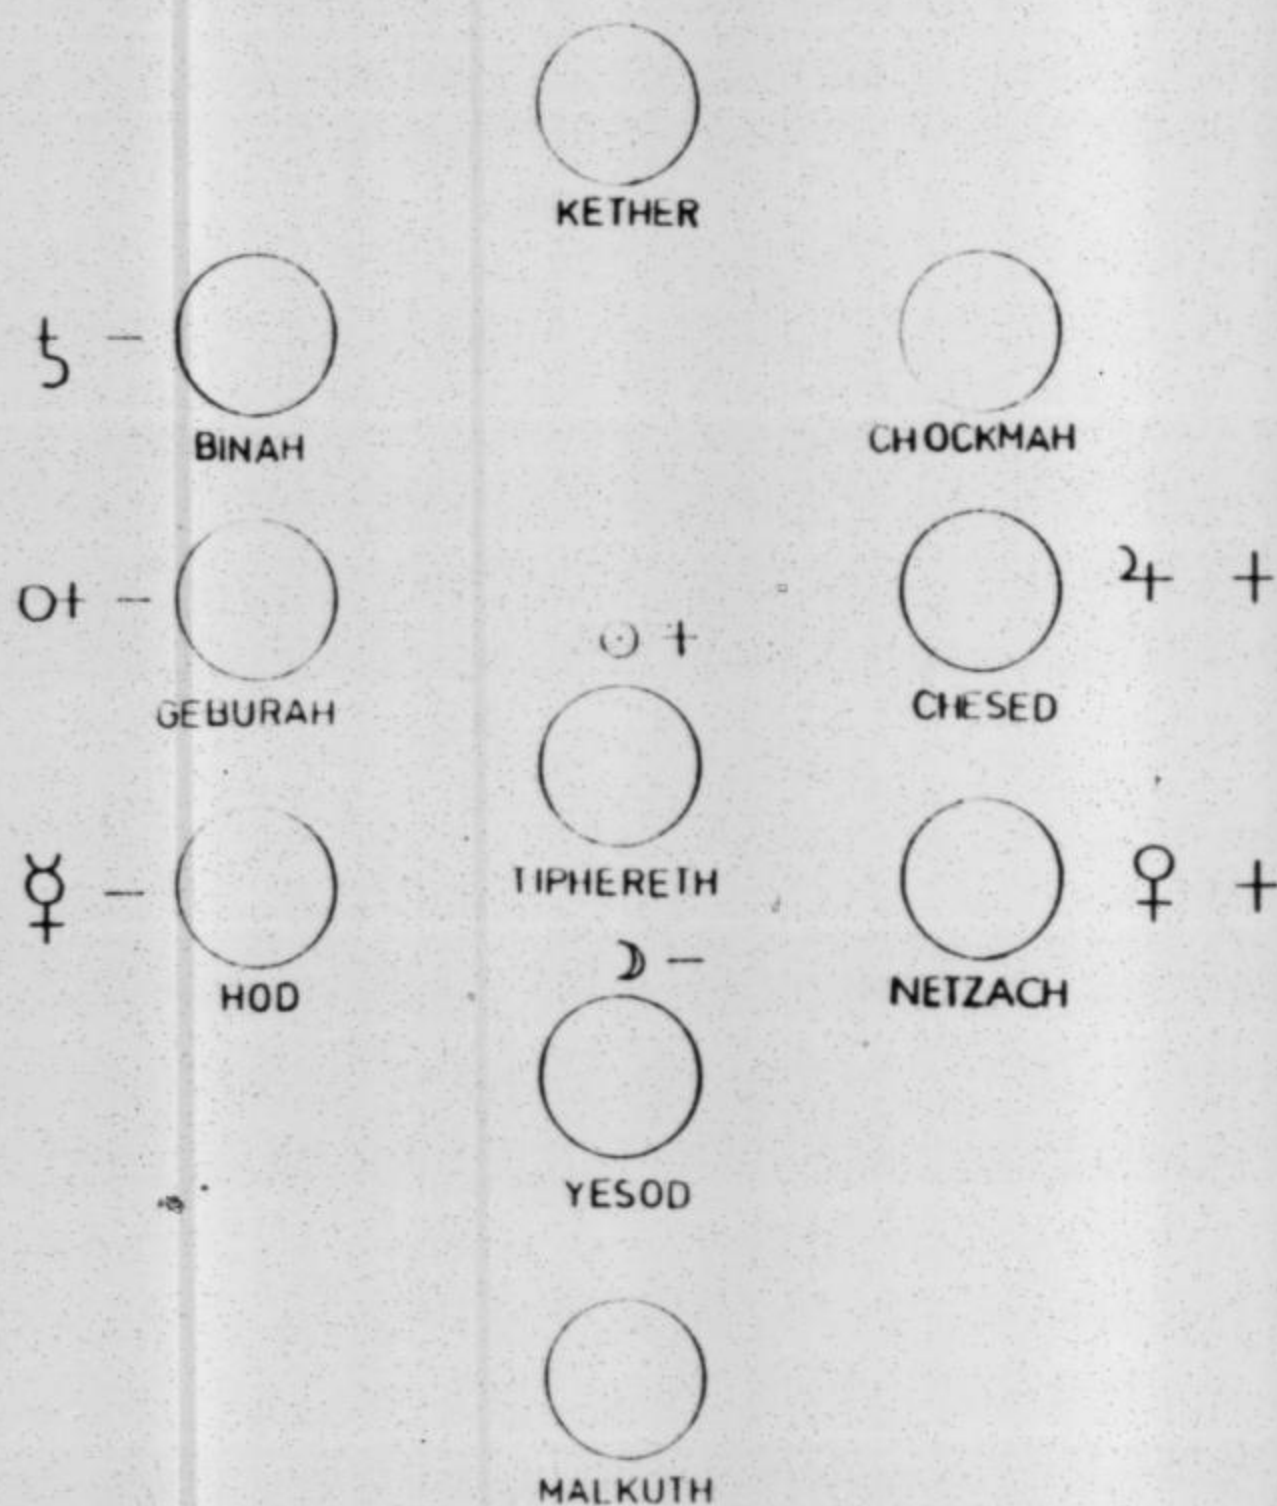 KETHER
♄ −
BINAH
CHOCKMAH
♂ −
GEBURAH
♃ +
CHESED
☉ +
TIPHERETH
☿ −
HOD
♀ +
NETZACH
☽ −
YESOD
MALKUTH